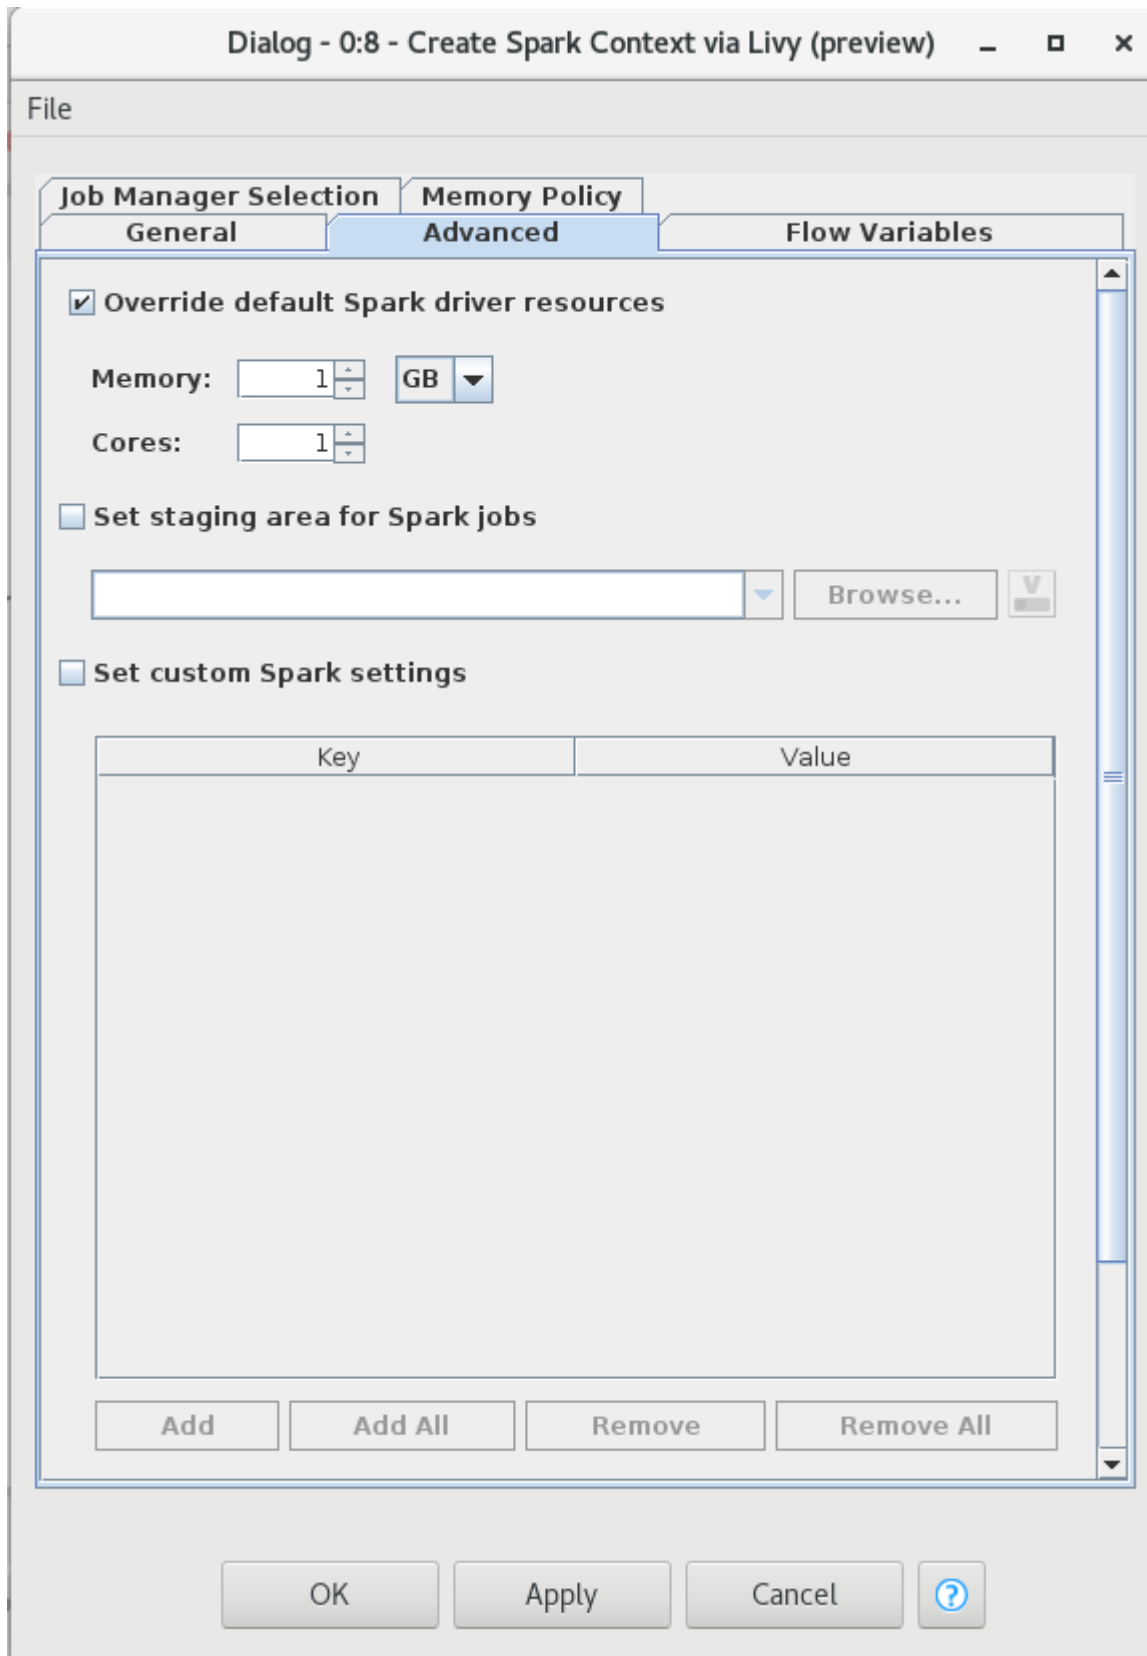 Dialog - 0:8 - Create Spark Context via Livy (preview)
File
Job Manager Selection Memory Policy
General Advanced Flow Variables
Override default Spark driver resources
Memory: 1 GB
Cores: 1
Set staging area for Spark jobs
Browse... V
Set custom Spark settings
Key Value
Add Add All Remove Remove All
OK Apply Cancel ?